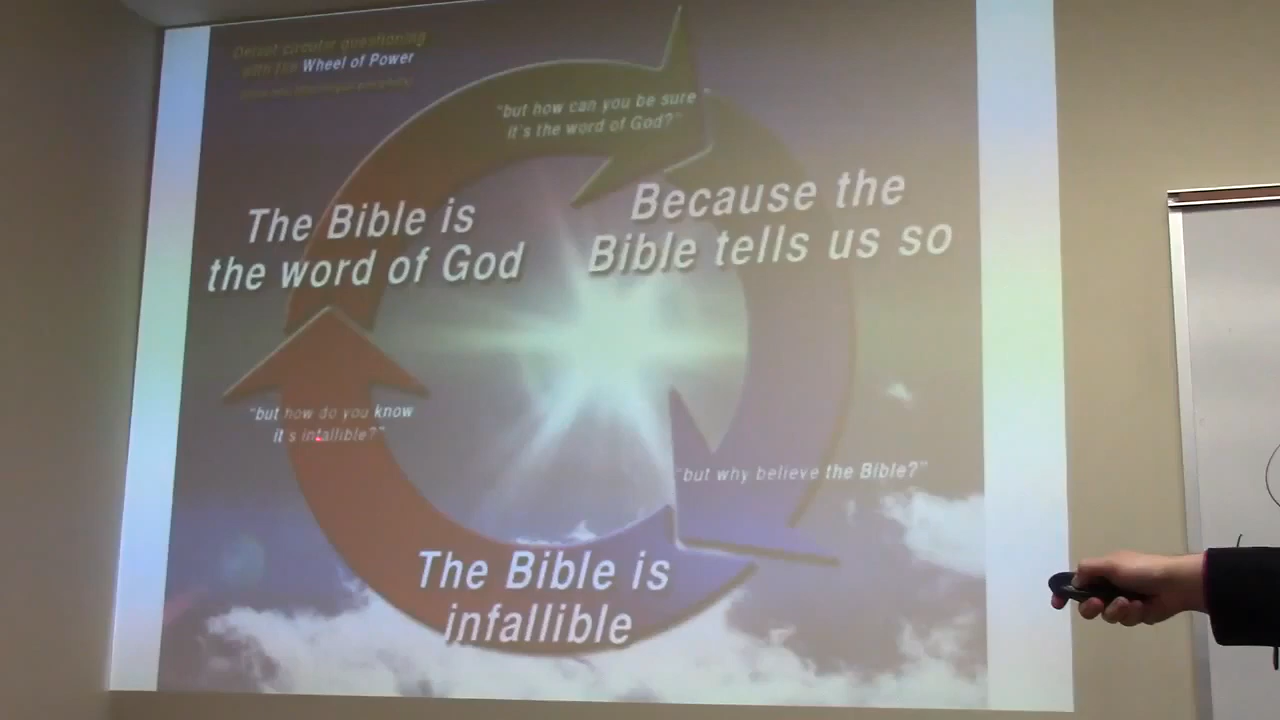 Defeat circular questioning
with the Wheel of Power
"but how can you be sure
it's the word of God?"
The Bible is
the word of God
Because the
Bible tells us so
"but how do you know
it's infallible?"
"but why believe the Bible?"
The Bible is
infallible